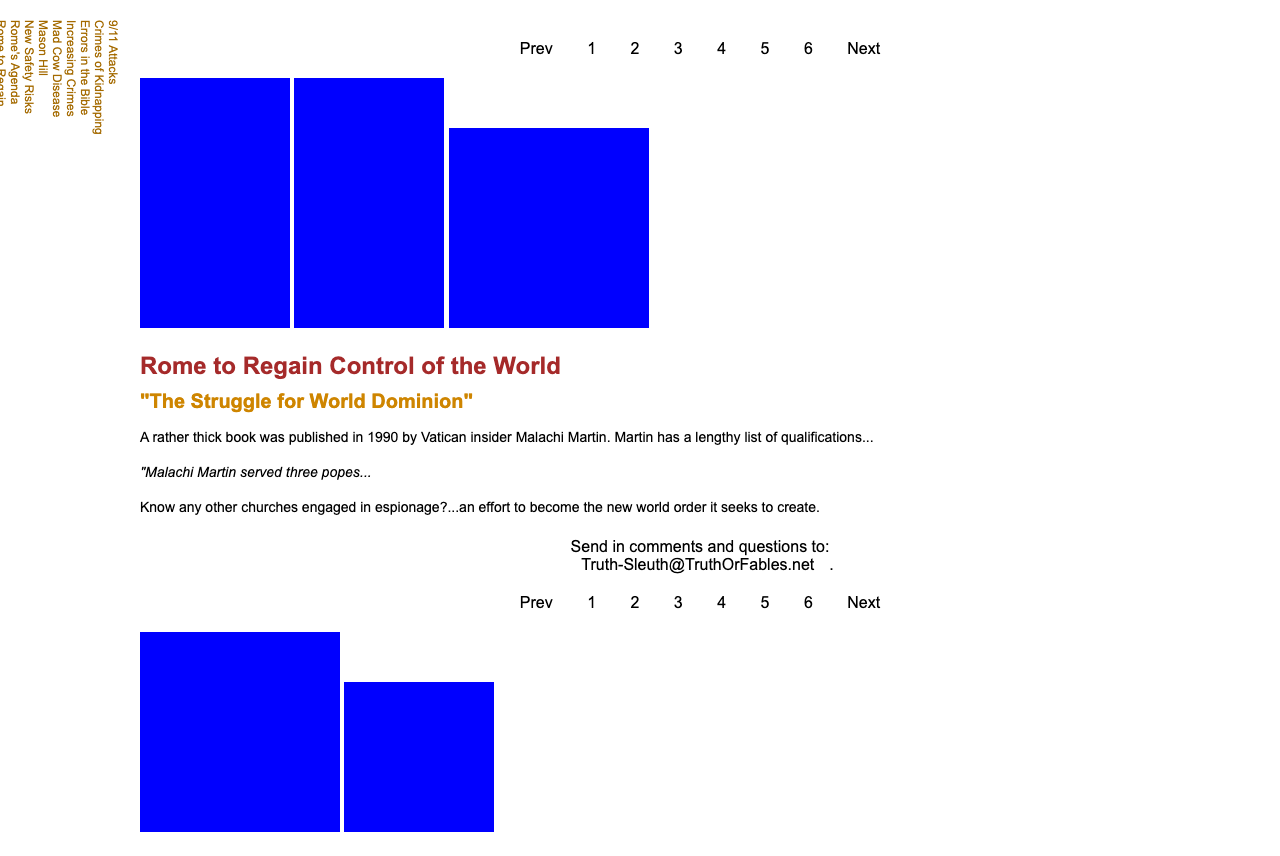 9/11 Attacks
Crimes of Kidnapping
Errors in the Bible
Increasing Crimes
Mad Cow Disease
Mason Hill
New Safety Risks
Rome's Agenda
Rome to Regain
Prev 1 2 3 4 5 6 Next
Rome to Regain Control of the World
"The Struggle for World Dominion"
A rather thick book was published in 1990 by Vatican insider Malachi Martin. Martin has a lengthy list of qualifications...
"Malachi Martin served three popes...
Know any other churches engaged in espionage?...an effort to become the new world order it seeks to create.
Send in comments and questions to:
Truth-Sleuth@TruthOrFables.net .
Prev 1 2 3 4 5 6 Next